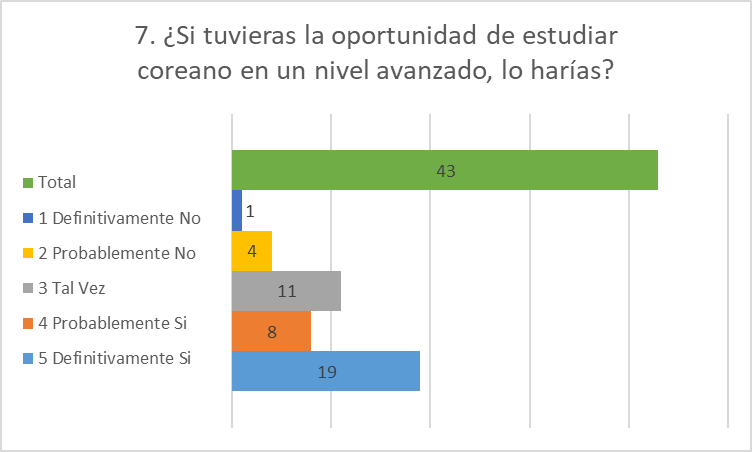 7. ¿Si tuvieras la oportunidad de estudiar
coreano en un nivel avanzado, lo harías?
Total
1 Definitivamente No
2 Probablemente No
3 Tal Vez
4 Probablemente Si
5 Definitivamente Si
43
1
4
11
8
19